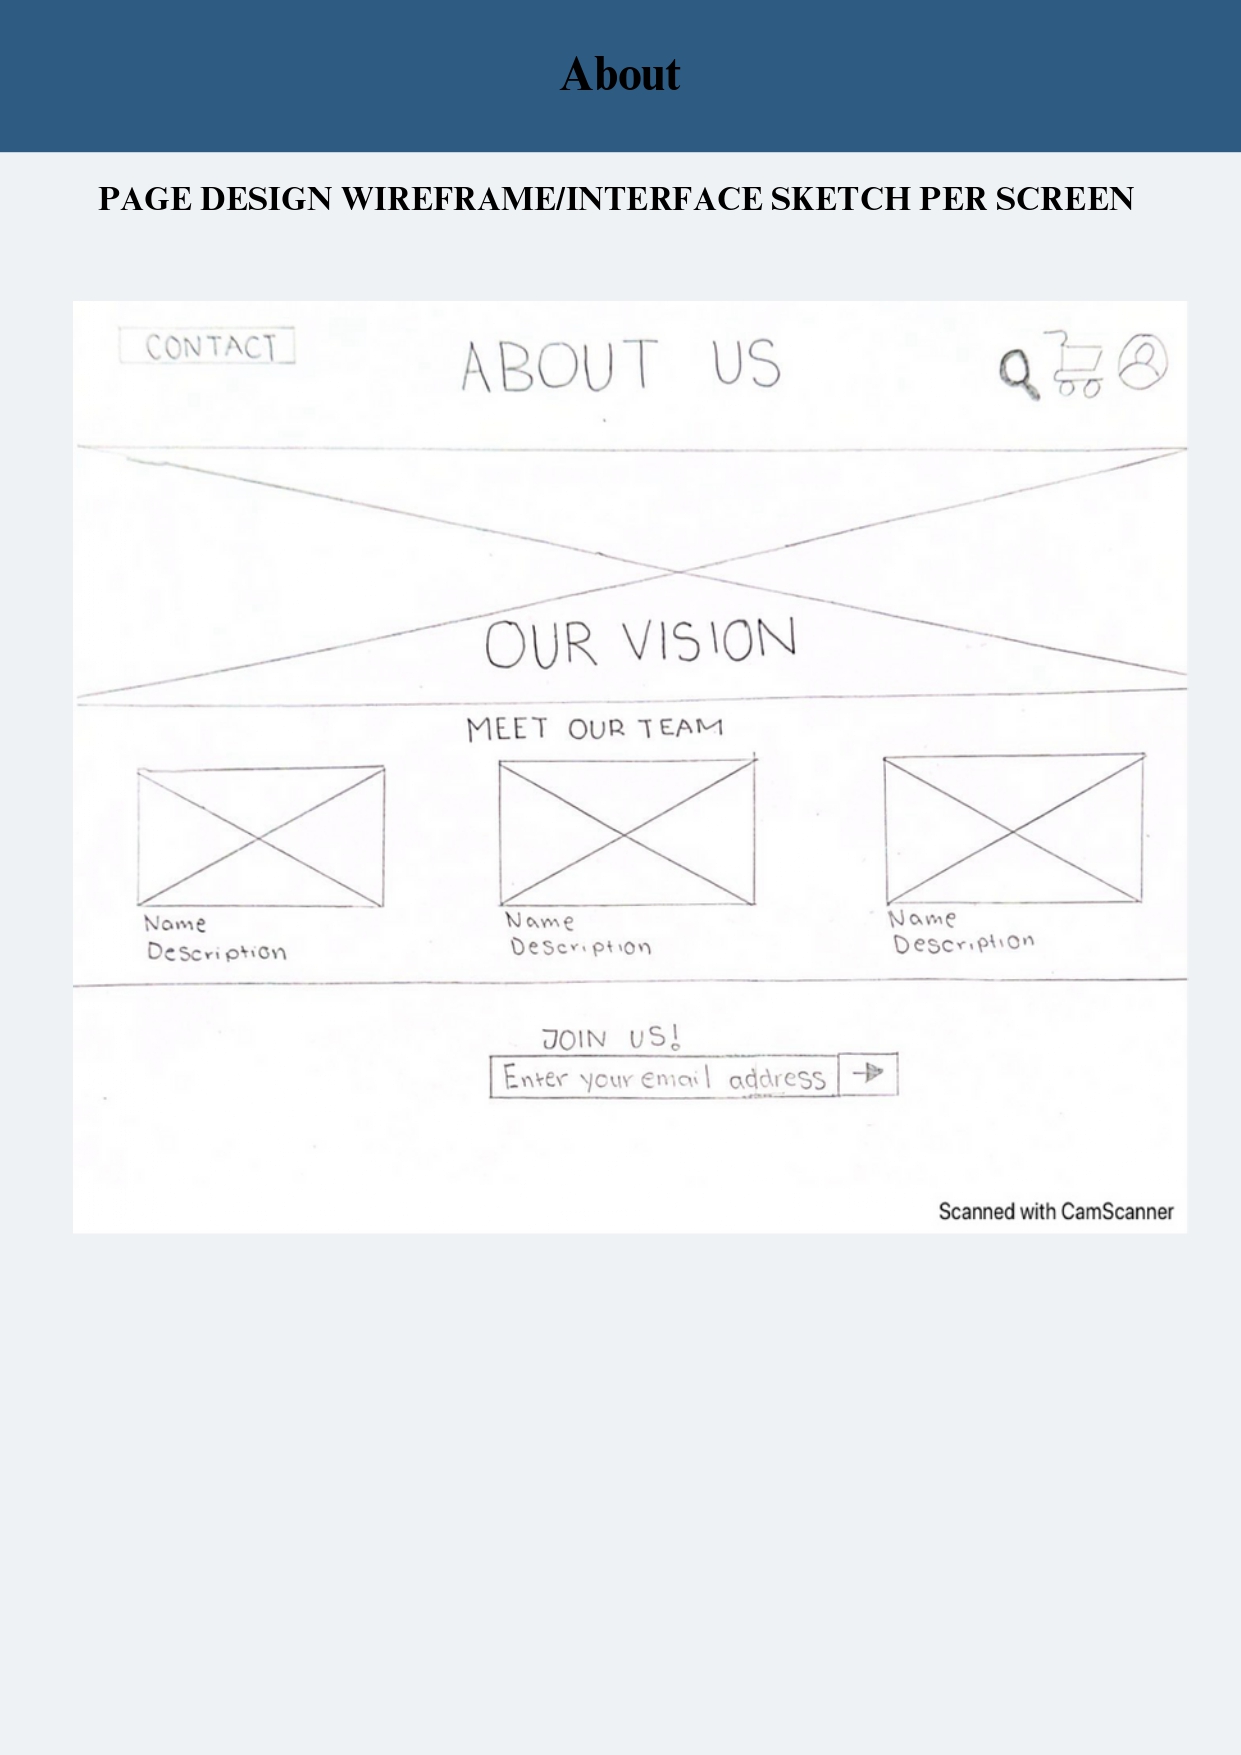 About
PAGE DESIGN WIREFRAME/INTERFACE SKETCH PER SCREEN
CONTACT
ABOUT US
OUR VISION
MEET OUR TEAM
Name
Description
Name
Description
Name
Description
JOIN US!
Enter your email address
Scanned with CamScanner